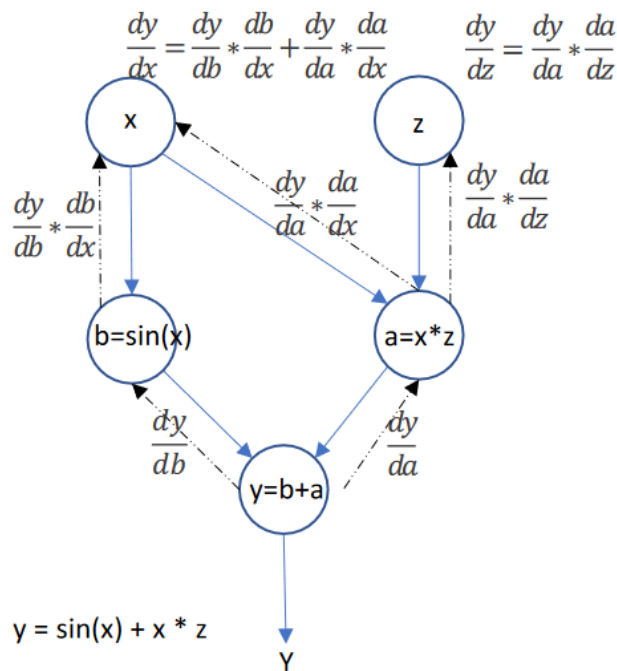 dy/dx = dy/db * db/dx + dy/da * da/dx
dy/dz = dy/da * da/dz
x
z
dy/db * db/dx
dy/da * da/dx
dy/da * da/dz
b=sin(x)
a=x*z
dy/db
dy/da
y=b+a
y = sin(x) + x * z
Y